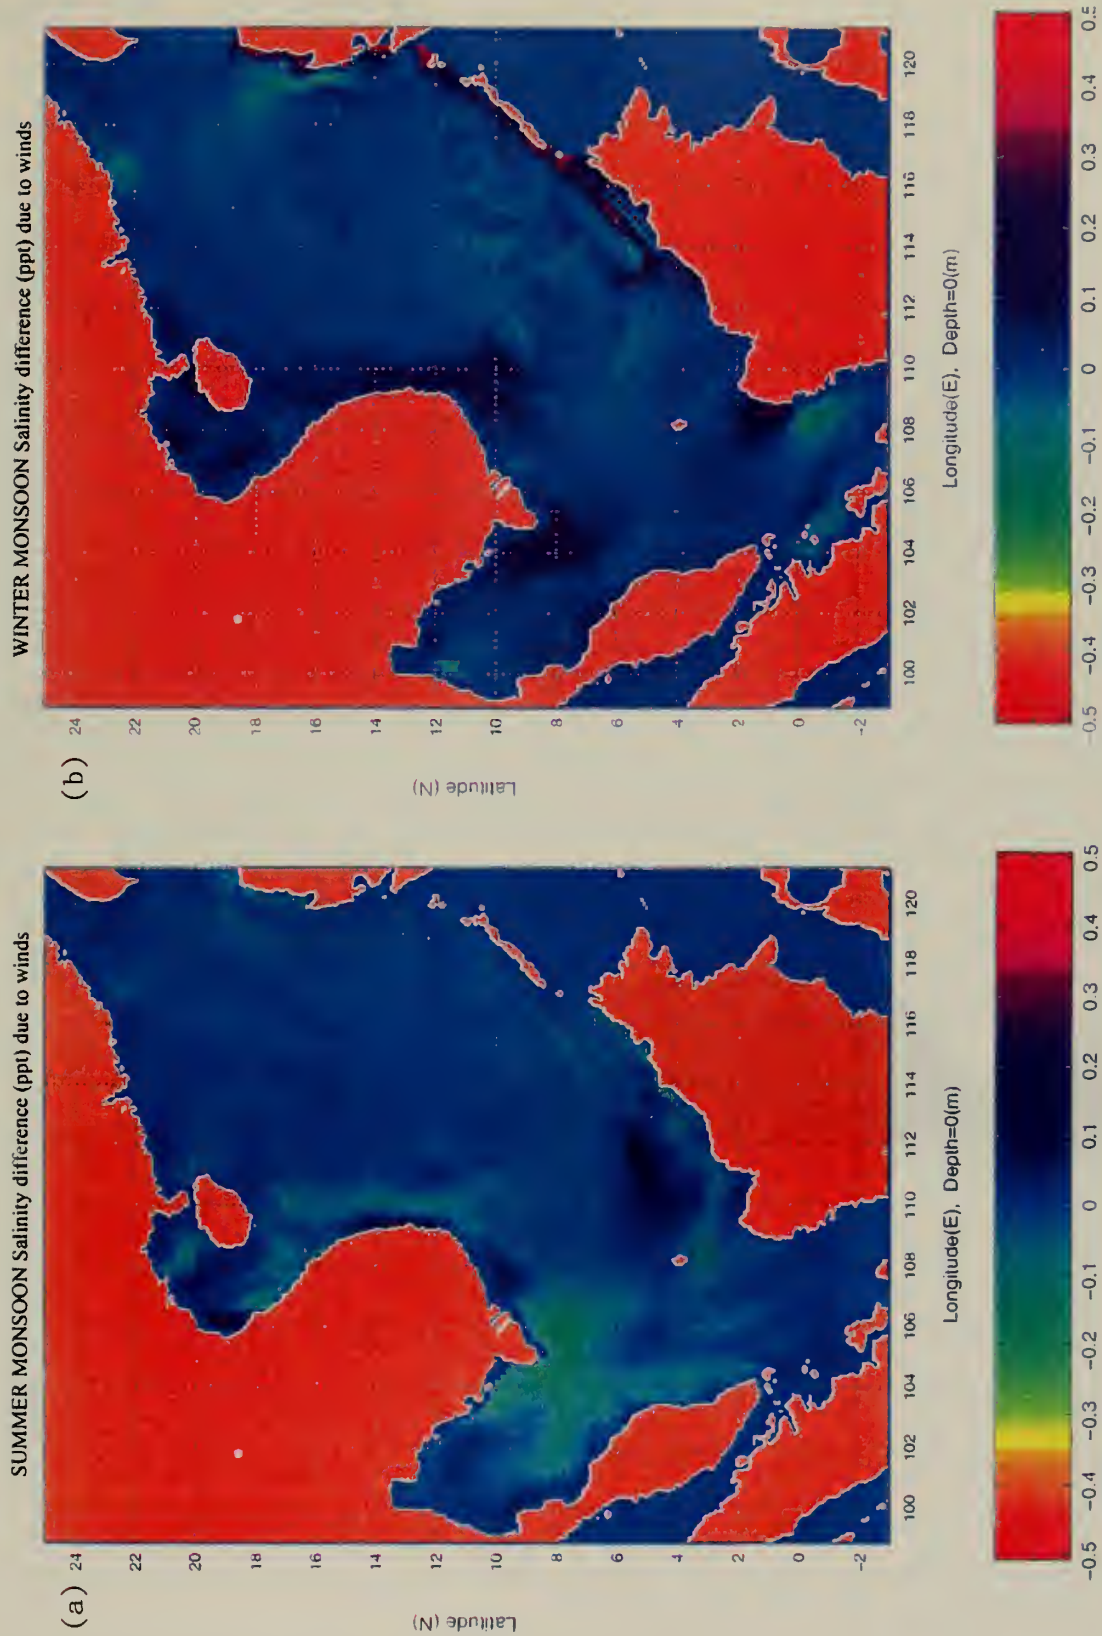 SUMMER MONSOON Salinity difference (ppt) due to winds
(a)
24
22
20
18
16
14
12
10
8
6
4
2
0
-2
Latitude (N)
100 102 104 106 108 110 112 114 116 118 120
Longitude(E), Depth=0(m)
-0.5 -0.4 -0.3 -0.2 -0.1 0 0.1 0.2 0.3 0.4 0.5
WINTER MONSOON Salinity difference (ppt) due to winds
(b)
24
22
20
18
16
14
12
10
8
6
4
2
0
-2
Latitude (N)
100 102 104 106 108 110 112 114 116 118 120
Longitude(E), Depth=0(m)
-0.5 -0.4 -0.3 -0.2 -0.1 0 0.1 0.2 0.3 0.4 0.5